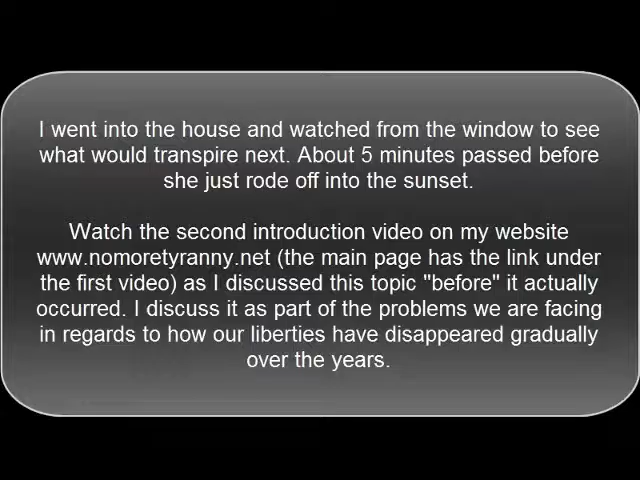 I went into the house and watched from the window to see
what would transpire next. About 5 minutes passed before
she just rode off into the sunset.
Watch the second introduction video on my website
www.nomoretyranny.net (the main page has the link under
the first video) as I discussed this topic "before" it actually
occurred. I discuss it as part of the problems we are facing
in regards to how our liberties have disappeared gradually
over the years.